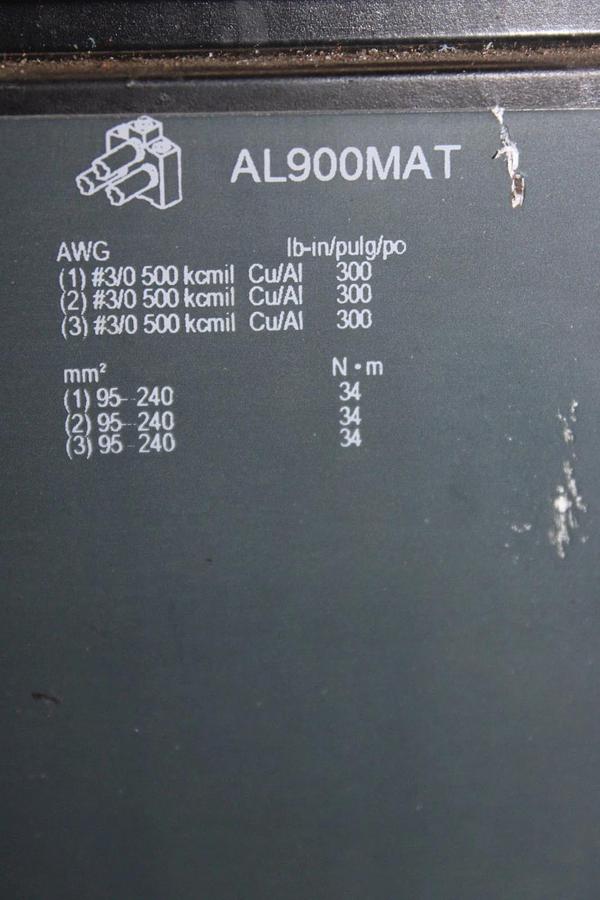 AL900MAT
AWG lb-in/pulg/po
(1) #3/0 500 kcmil Cu/Al 300
(2) #3/0 500 kcmil Cu/Al 300
(3) #3/0 500 kcmil Cu/Al 300
mm² N•m
(1) 95-240 34
(2) 95-240 34
(3) 95-240 34